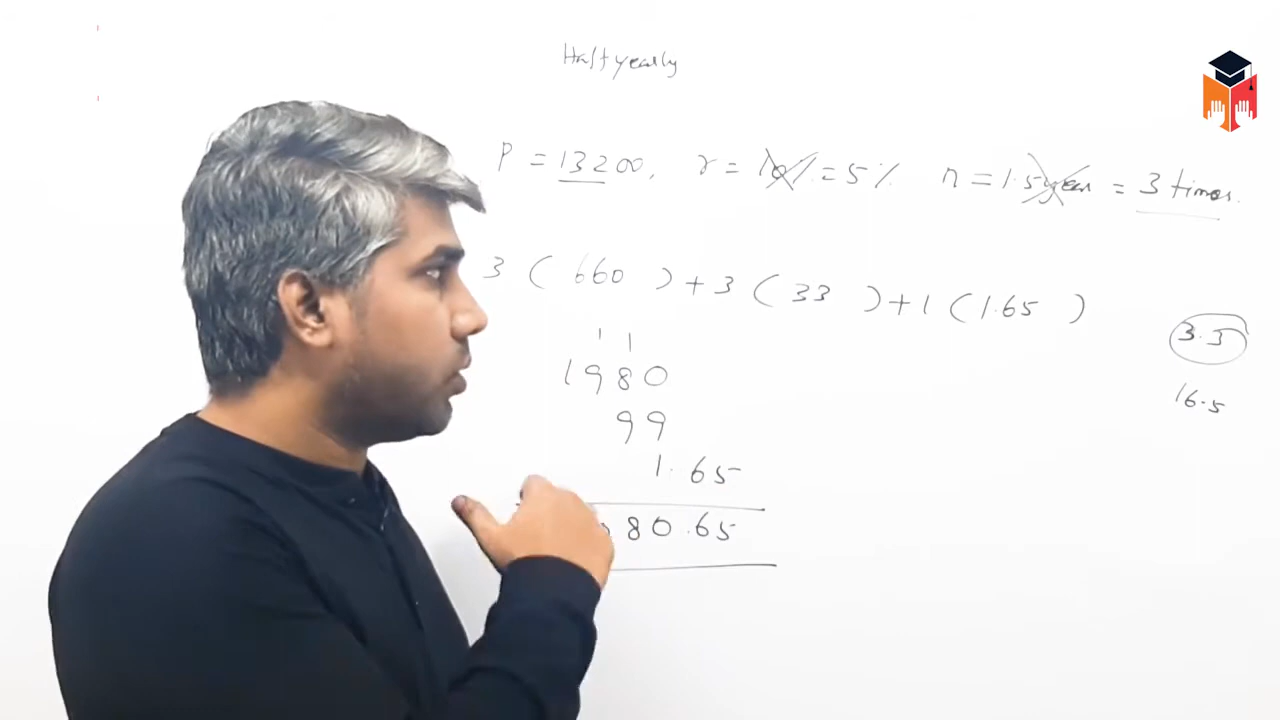 Half yearly
P = 13200, r = 10% = 5% n = 1.5 year = 3 times.
3 ( 660 ) + 3 ( 33 ) + 1 ( 1.65 )
3.3
16.5
1 1
1980
99
1.65
80.65